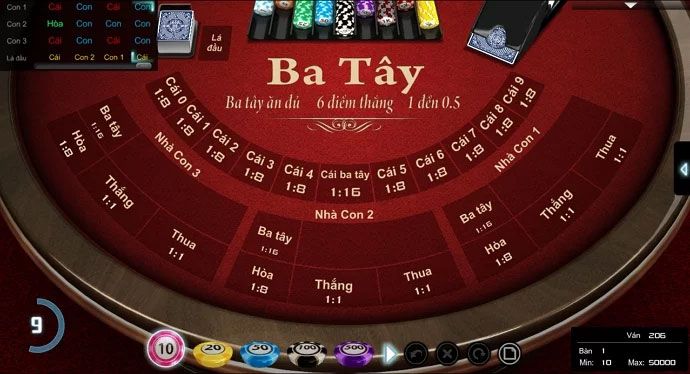 Con 1 Cái Con Cái Con
Con 2 Hòa Con Con Con
Con 3 Cái Con Cái Con
Lá đầu Cái Con 2 Con 1 Cái
Lá đầu
Ba Tây
Ba tây ăn đủ 6 điểm thắng 1 đền 0.5
Cái 0 1:8
Cái 1 1:8
Cái 2 1:8
Cái 3 1:8
Cái 4 1:8
Cái ba tây 1:16
Cái 5 1:8
Cái 6 1:8
Cái 7 1:8
Cái 8 1:8
Cái 9 1:8
Nhà Con 3
Ba tây 1:16
Hòa 1:8
Thắng 1:1
Thua 1:1
Nhà Con 2
Ba tây 1:16
Hòa 1:8
Thắng 1:1
Thua 1:1
Nhà Con 1
Ba tây 1:16
Hòa 1:8
Thắng 1:1
Thua 1:1
9
10 20 50 100 500
Ván 206
Bàn 1
Min: 10 Max: 50000